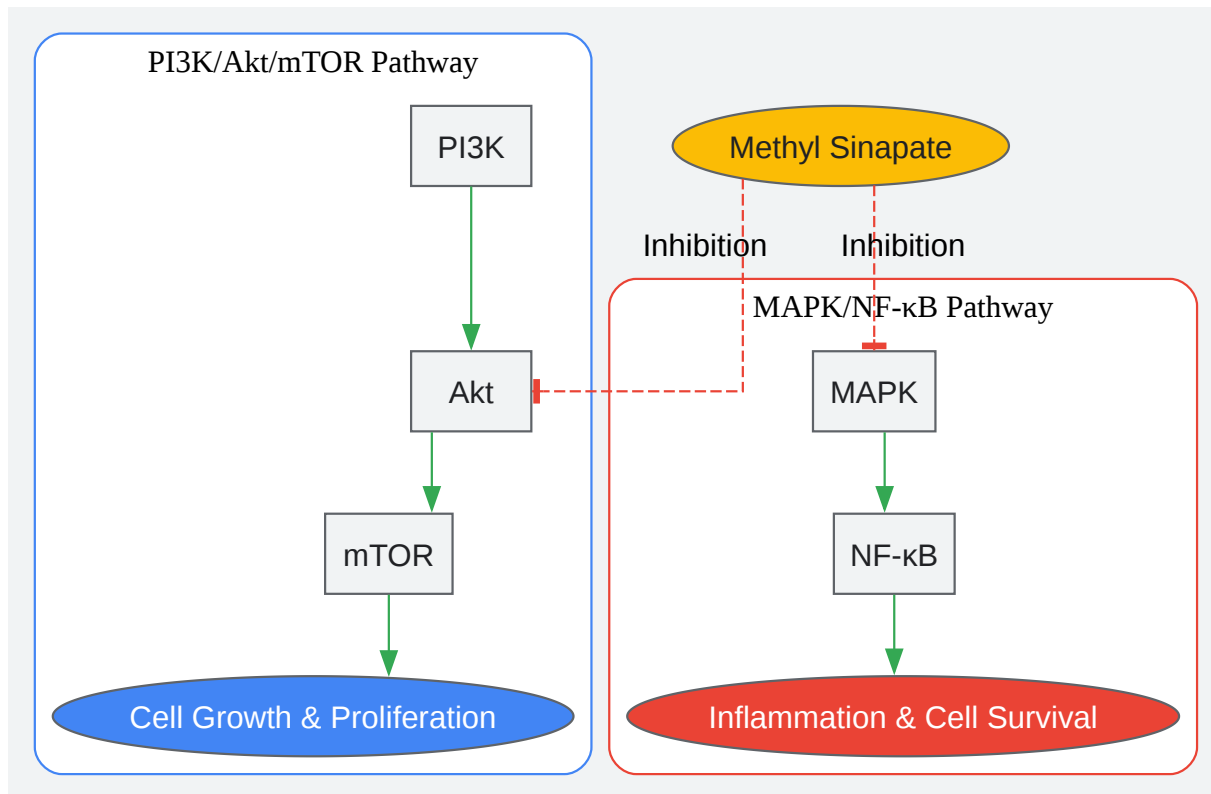 PI3K/Akt/mTOR Pathway
PI3K
Methyl Sinapate
Inhibition
Inhibition
MAPK/NF-κB Pathway
Akt
MAPK
mTOR
NF-κB
Cell Growth & Proliferation
Inflammation & Cell Survival